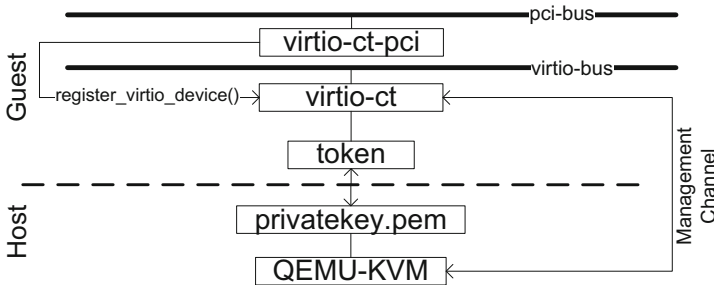 pci-bus
virtio-ct-pci
virtio-bus
Guest
register_virtio_device()
virtio-ct
token
Management
Channel
Host
privatekey.pem
QEMU-KVM